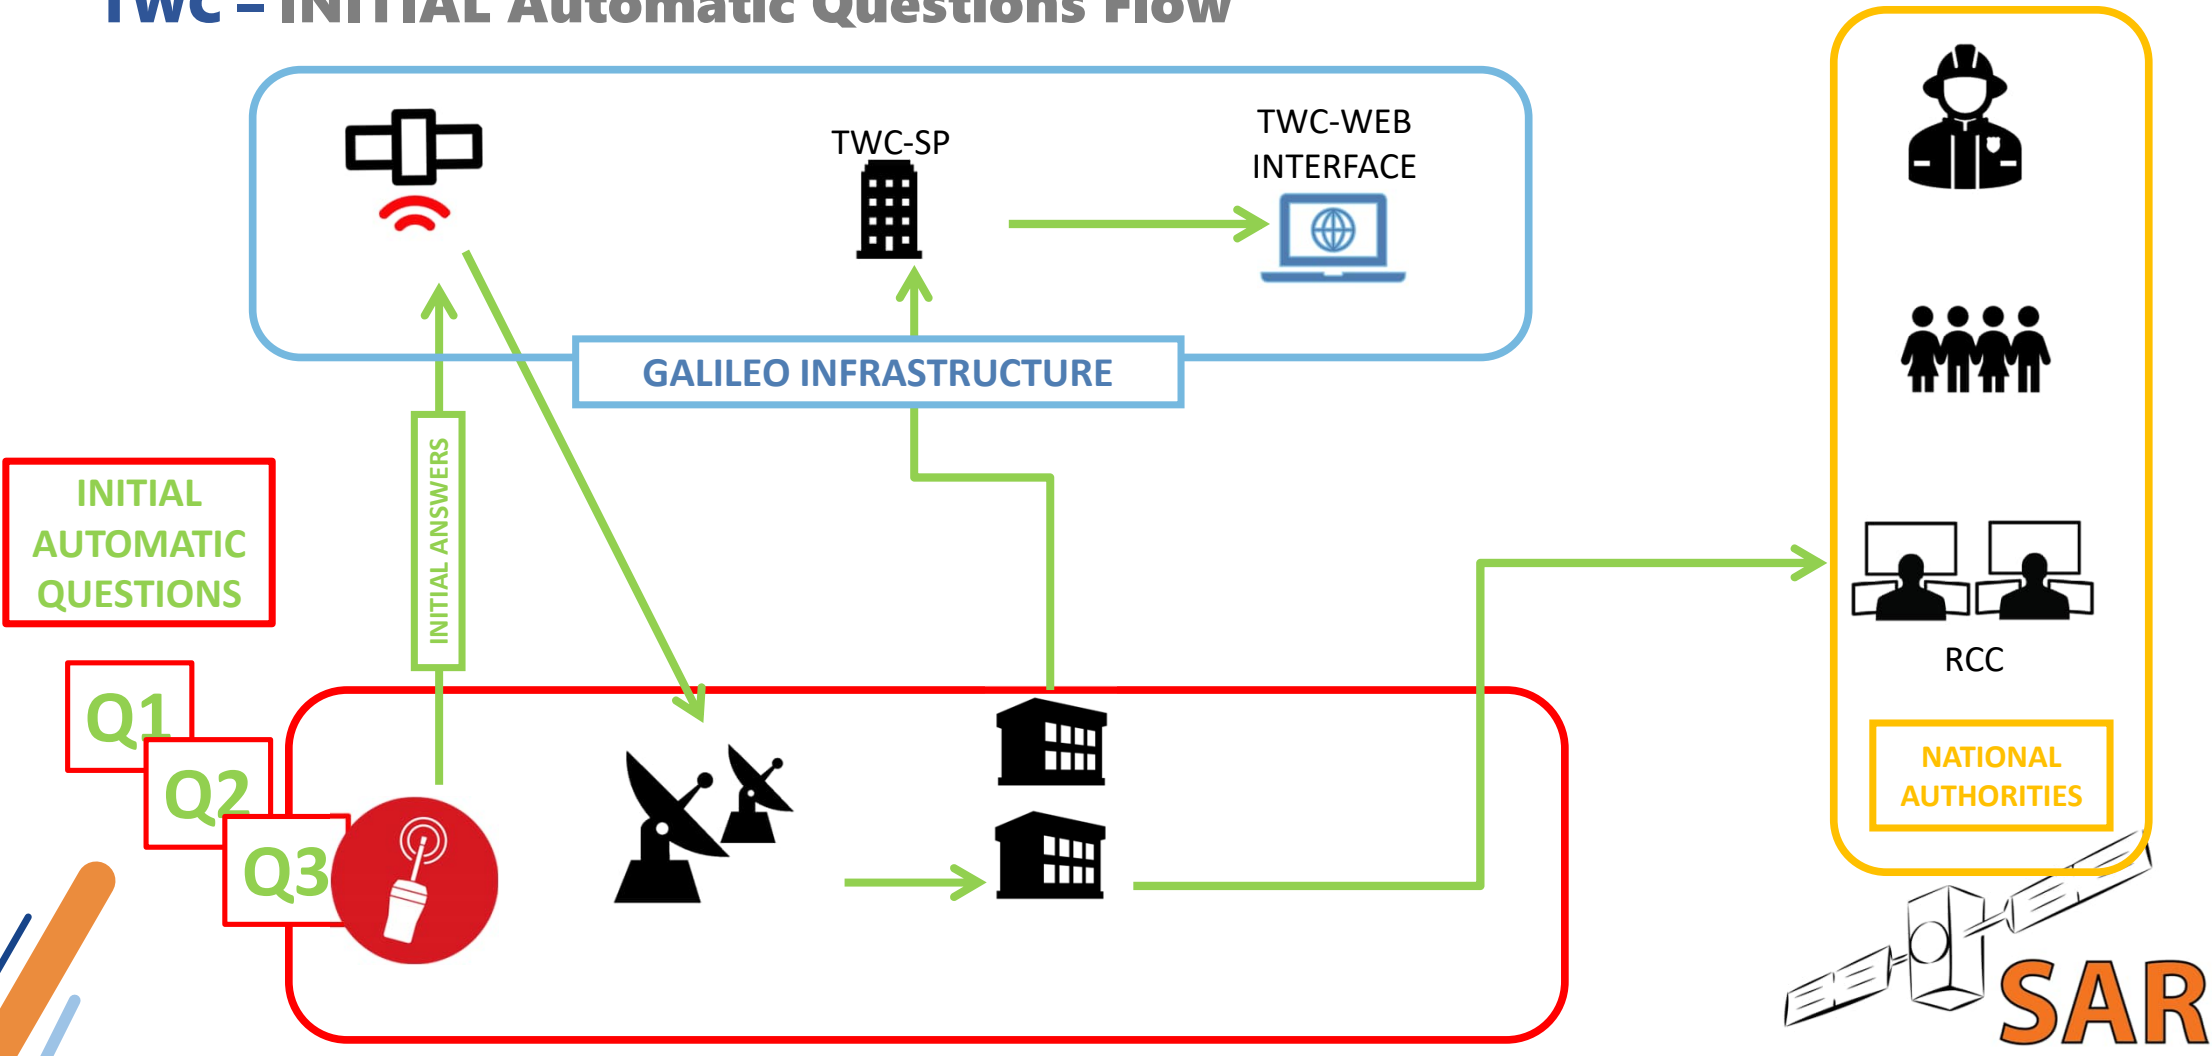 TWC – INITIAL Automatic Questions Flow
TWC-SP
TWC-WEB
INTERFACE
GALILEO INFRASTRUCTURE
INITIAL ANSWERS
INITIAL
AUTOMATIC
QUESTIONS
Q1
Q2
Q3
RCC
NATIONAL
AUTHORITIES
SAR